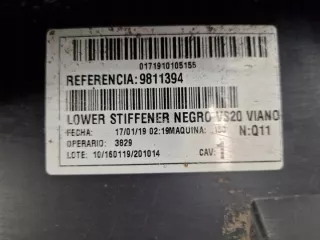 0171910105155
REFERENCIA:9811394
LOWER STIFFENER NEGRO VS20 VIANO
FECHA: 17/01/19 02:19 MAQUINA: N:Q11
OPERARIO: 3829
LOTE: 10/160119/201014 CAV: